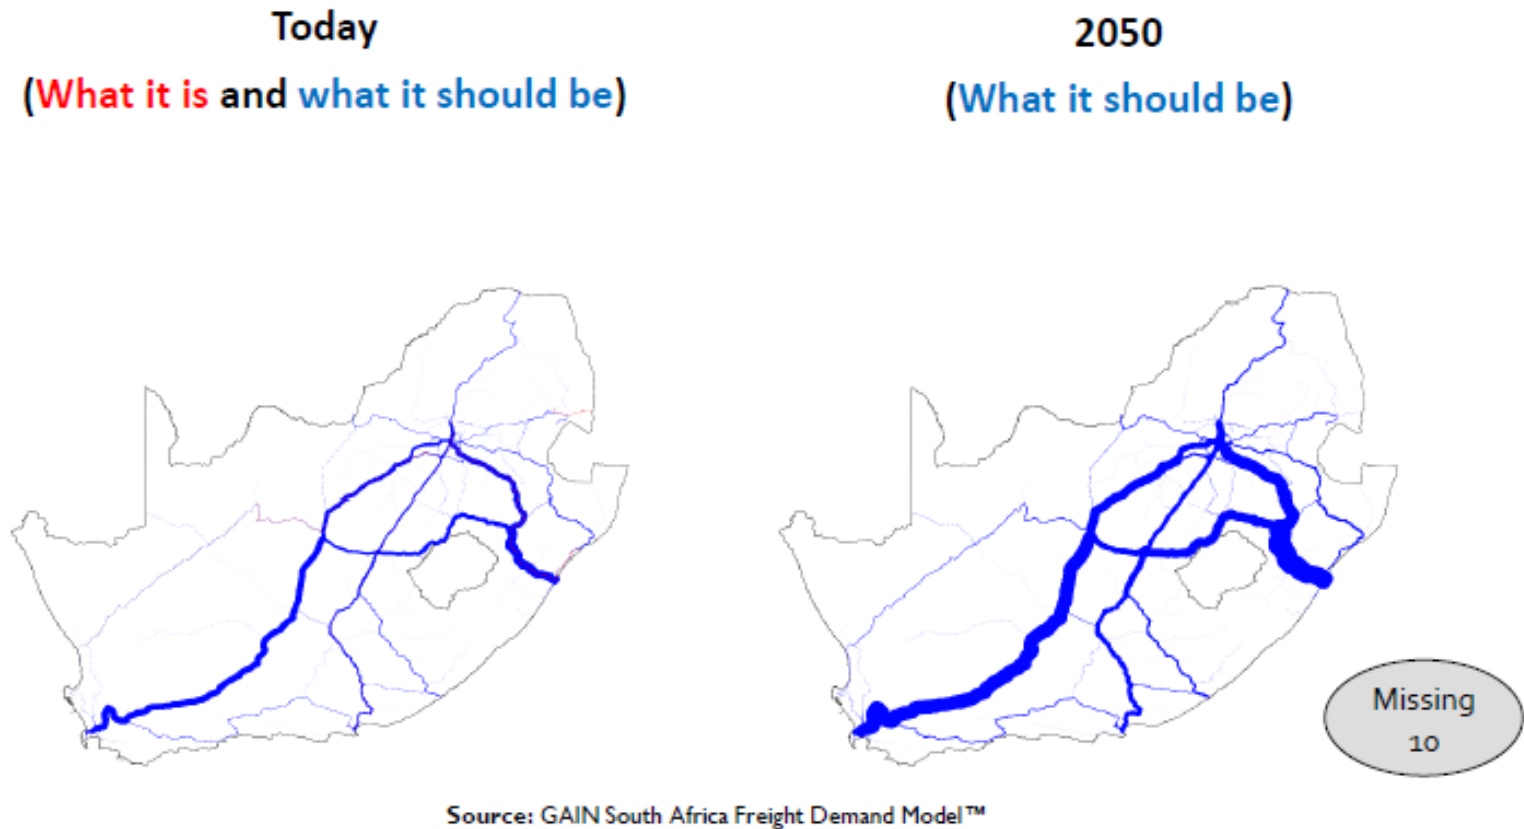 Today
(What it is and what it should be)
2050
(What it should be)
Missing
10
Source: GAIN South Africa Freight Demand Model™